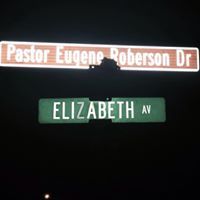 Pastor Eugene Roberson Dr
ELIZABETH AV